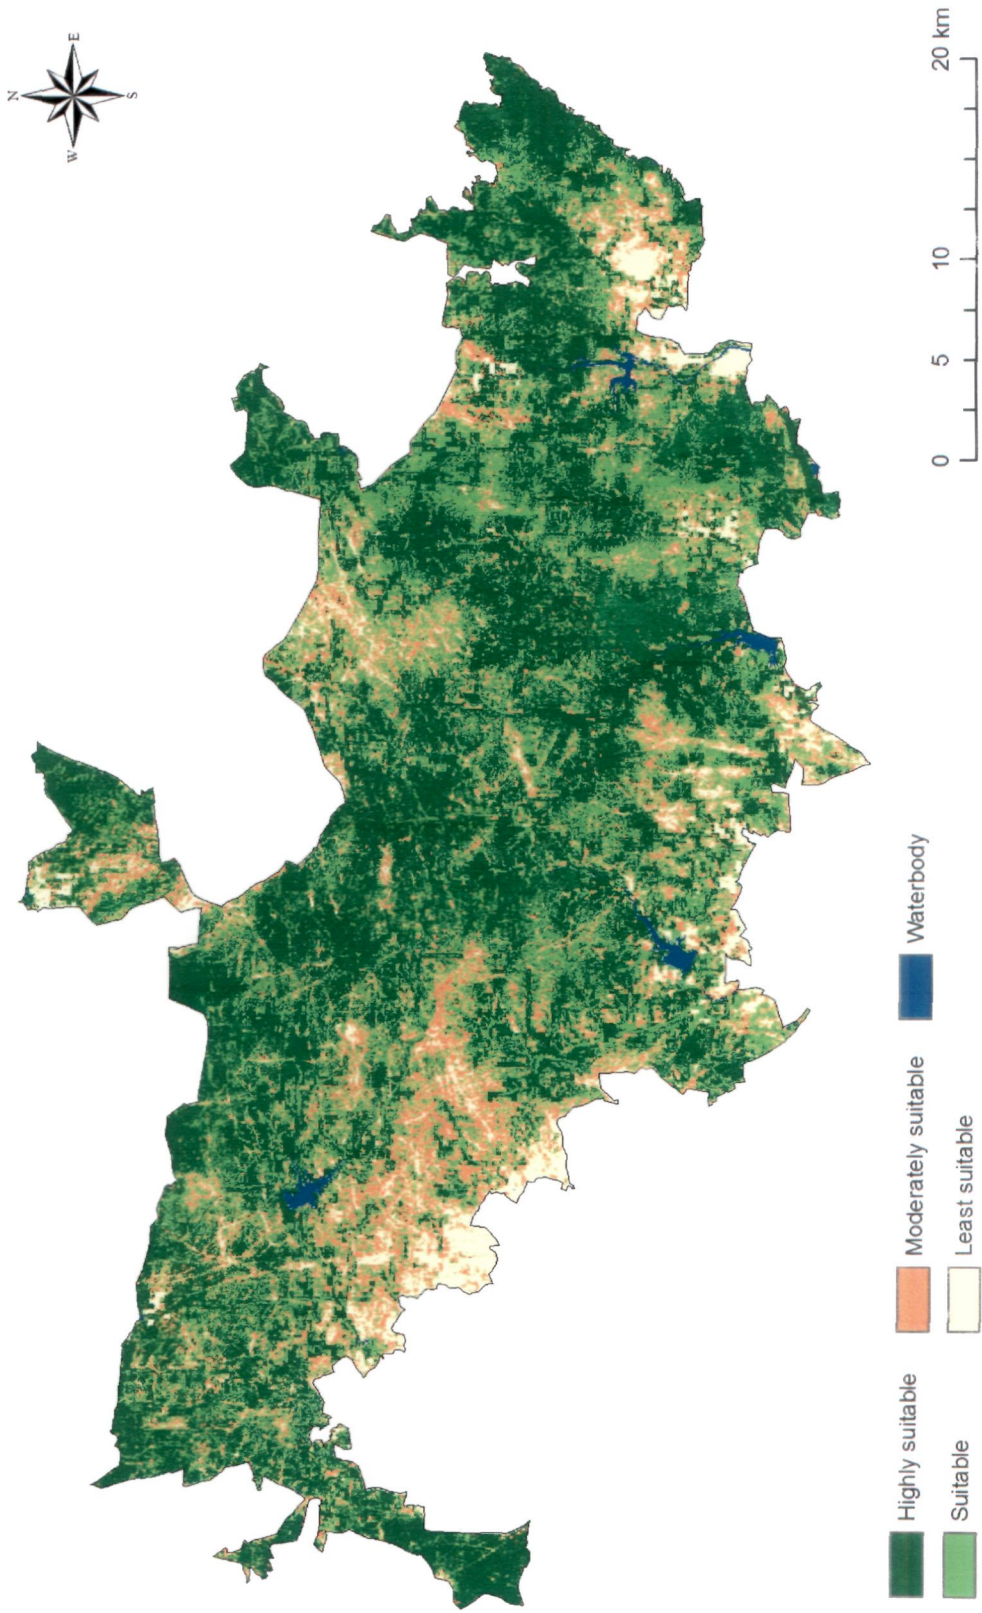 N
W
E
S
0 5 10 20 km
Highly suitable
Moderately suitable
Waterbody
Suitable
Least suitable